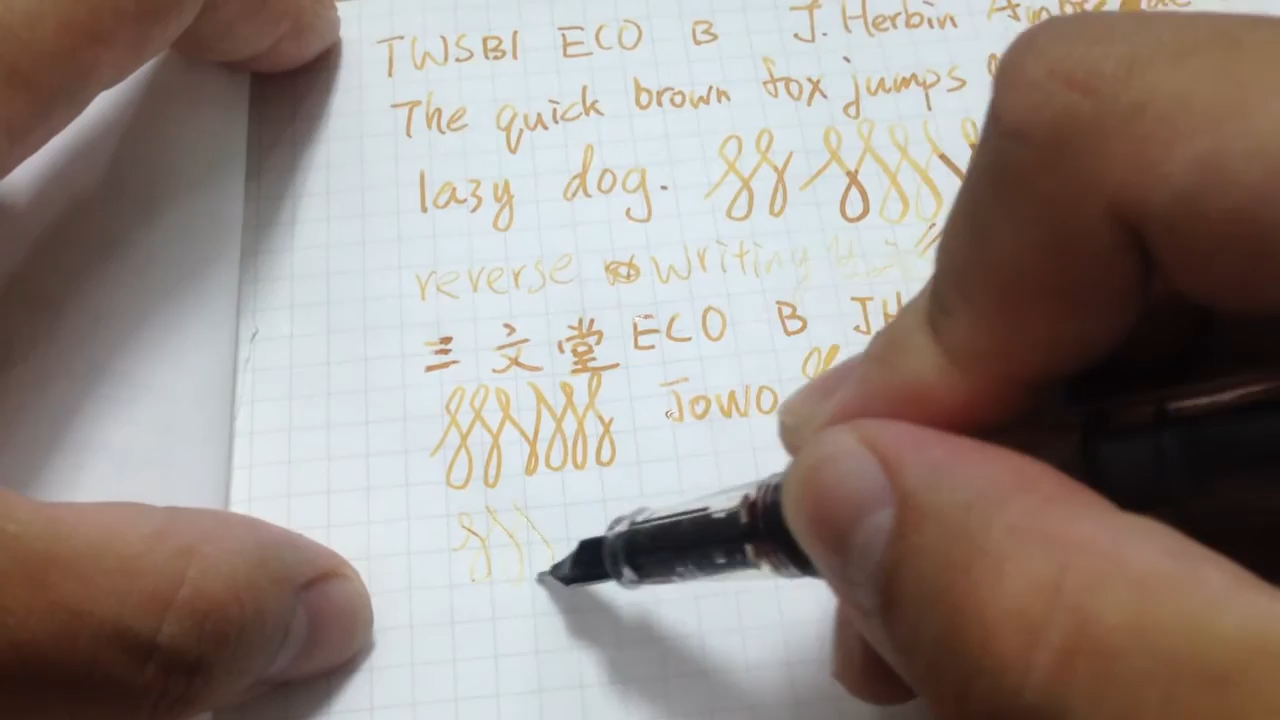 TWSBI ECO B J.Herbin
The quick brown fox jumps
lazy dog.
reverse writing
三文堂 ECO B JH
Jowo